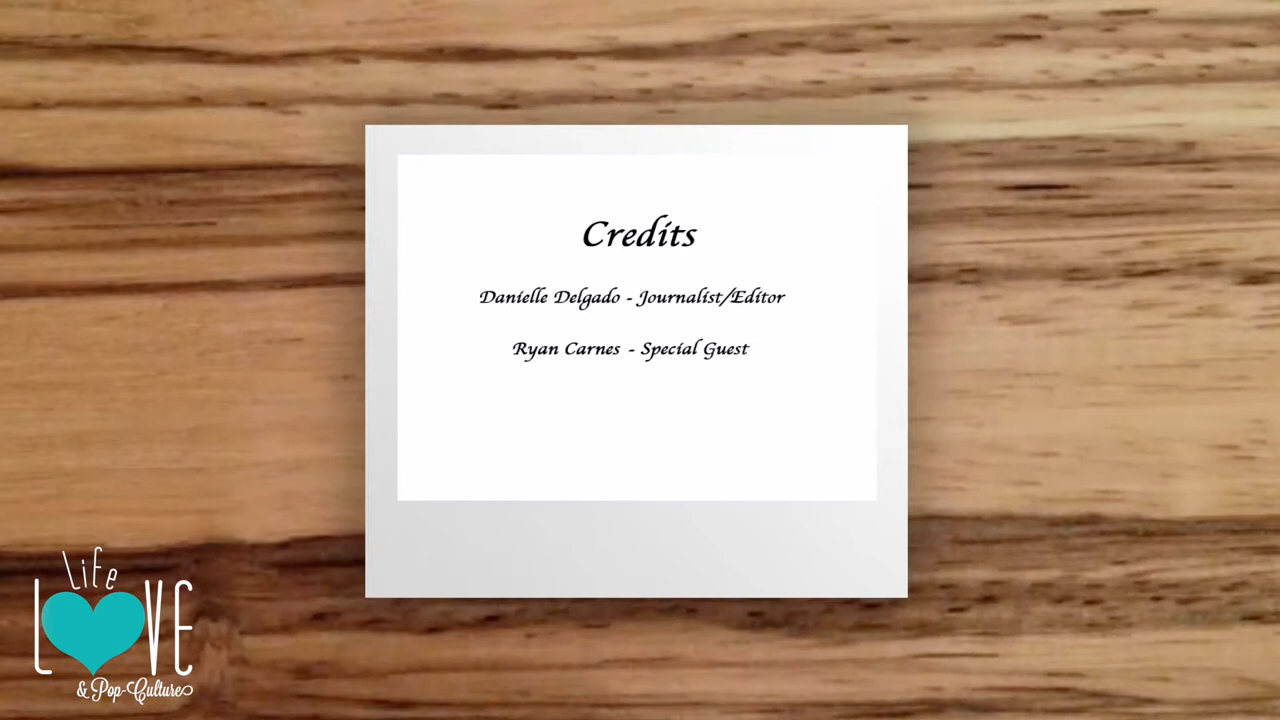 Credits
Danielle Delgado - Journalist/Editor
Ryan Carnes - Special Guest
Life
LOVE
& Pop-Culture